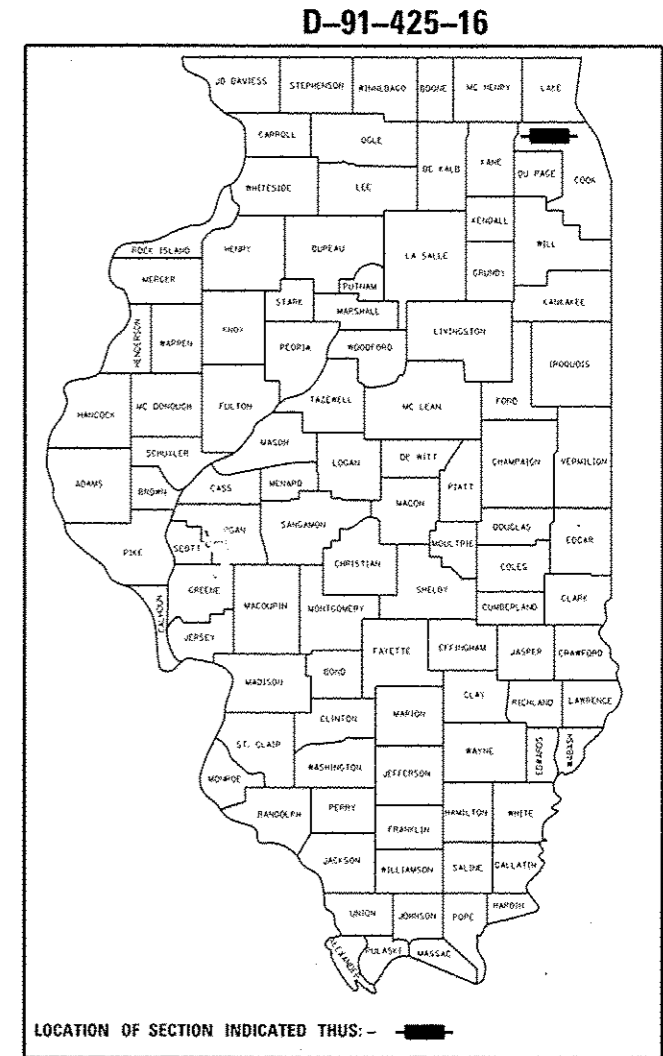 D-91-425-16
JO DAVIESS STEPHENSON WINNEBAGO BOONE MC HENRY LAKE
CARROLL OGLE DE KALB KANE DU PAGE COOK
WHITESIDE LEE
KENDALL
ROCK ISLAND HENRY BUREAU LA SALLE GRUNDY WILL
MERCER PUTNAM KANKAKEE
STARK MARSHALL LIVINGSTON
HENDERSON WARREN KNOX PEORIA WOODFORD IROQUOIS
HANCOCK MC DONOUGH FULTON TAZEWELL MC LEAN FORD
MASON
SCHUYLER LOGAN DE WITT CHAMPAIGN VERMILION
ADAMS BROWN CASS MENARD PIATT
MACON
PIKE SCOTT SANGAMON MOULTRIE DOUGLAS EDGAR
CHRISTIAN COLES
CALHOUN GREENE MACOUPIN MONTGOMERY SHELBY CUMBERLAND CLARK
JERSEY FAYETTE EFFINGHAM JASPER CRAWFORD
MADISON BOND
CLAY RICHLAND LAWRENCE
CLINTON MARION
ST. CLAIR WAYNE EDWARDS WABASH
MONROE WASHINGTON JEFFERSON
RANDOLPH PERRY HAMILTON WHITE
FRANKLIN
JACKSON WILLIAMSON SALINE GALLATIN
UNION JOHNSON POPE HARDIN
ALEXANDER PULASKI MASSAC
LOCATION OF SECTION INDICATED THUS: -